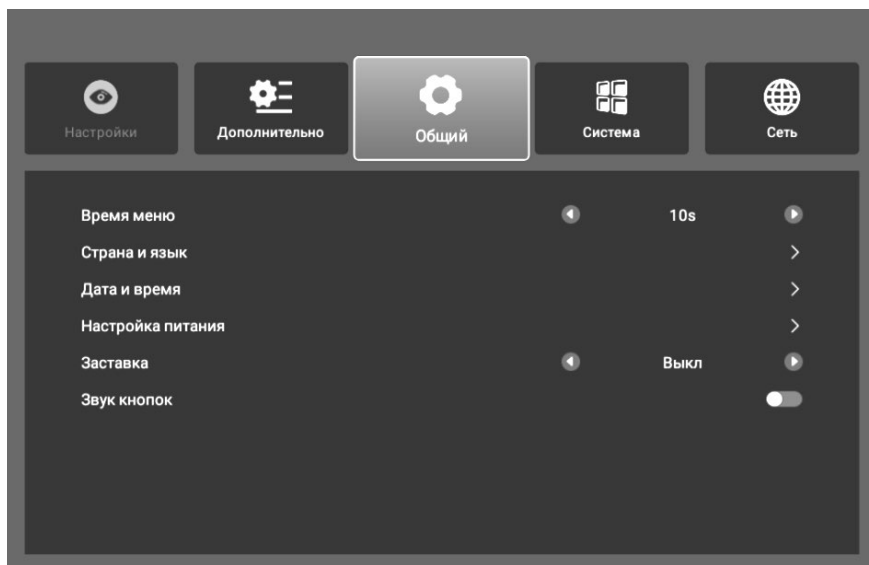 Настройки
Дополнительно
Общий
Система
Сеть
Время меню 10s
Страна и язык
Дата и время
Настройка питания
Заставка Выкл
Звук кнопок